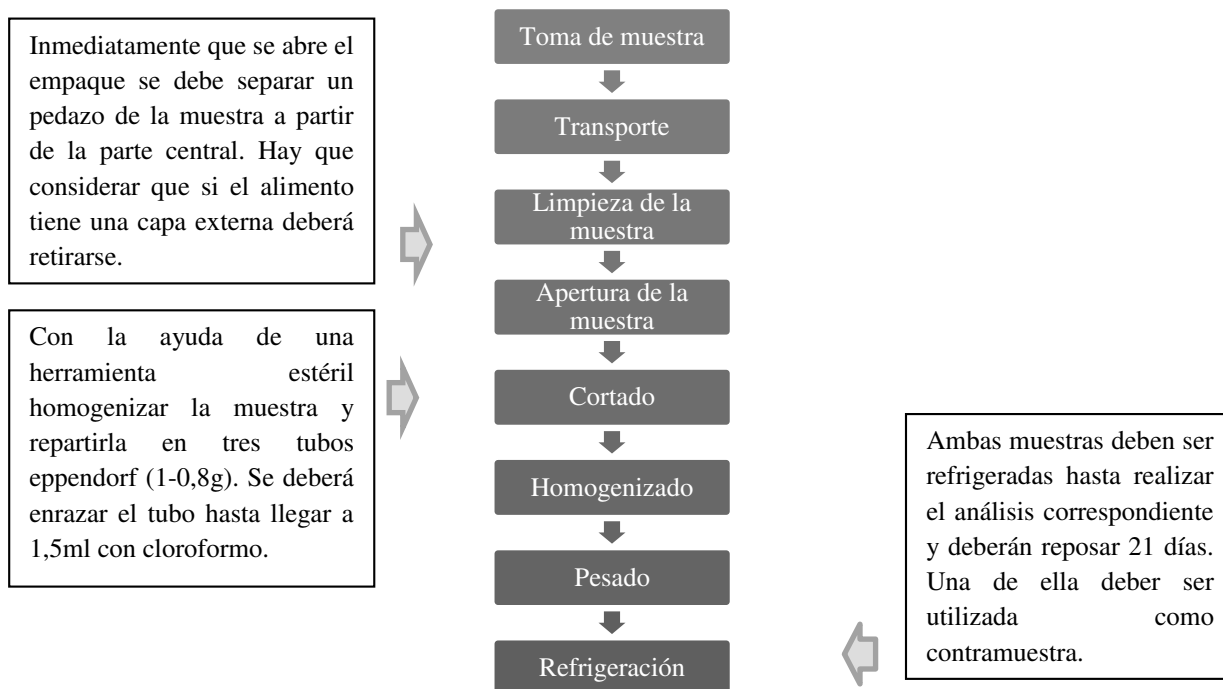 Inmediatamente que se abre el
empaque se debe separar un
pedazo de la muestra a partir
de la parte central. Hay que
considerar que si el alimento
tiene una capa externa deberá
retirarse.
Con la ayuda de una
herramienta estéril
homogenizar la muestra y
repartirla en tres tubos
eppendorf (1-0,8g). Se deberá
enrazar el tubo hasta llegar a
1,5ml con cloroformo.
Toma de muestra
Transporte
Limpieza de la
muestra
Apertura de la
muestra
Cortado
Homogenizado
Pesado
Refrigeración
Ambas muestras deben ser
refrigeradas hasta realizar
el análisis correspondiente
y deberán reposar 21 días.
Una de ella deber ser
utilizada como
contramuestra.